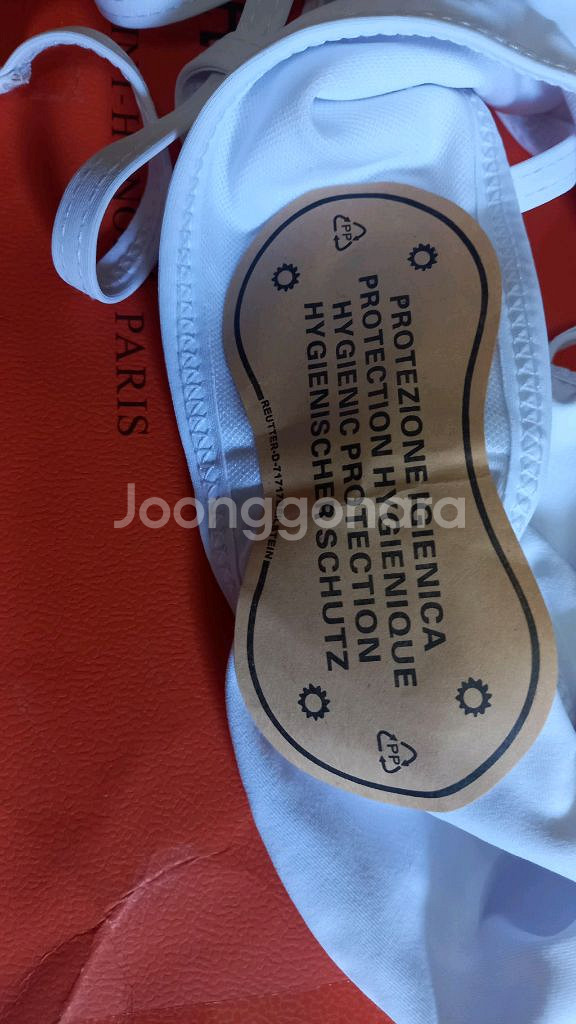 PARIS
PP
PROTEZIONE IGIENICA
PROTECTION HYGIENIQUE
HYGIENIC PROTECTION
HYGIENISCHER SCHUTZ
PP
Joonggonara